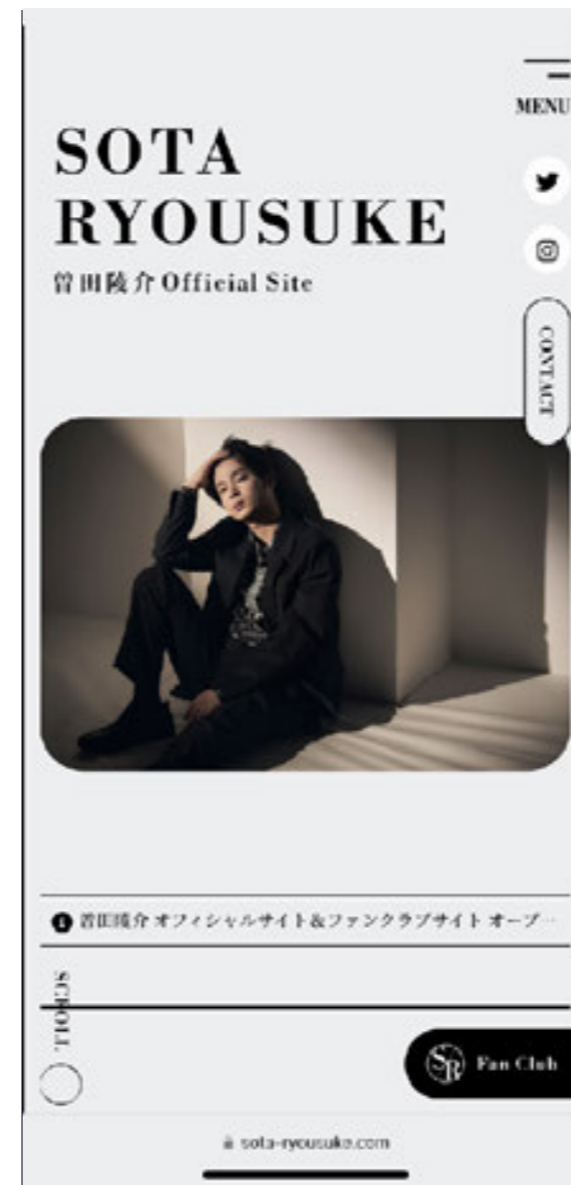 MENU
SOTA
RYOUSUKE
曽田陵介 Official Site
CONTACT
曽田陵介 オフィシャルサイト&ファンクラブサイト オープ…
SCROLL
SR Fan Club
sota-ryousuke.com